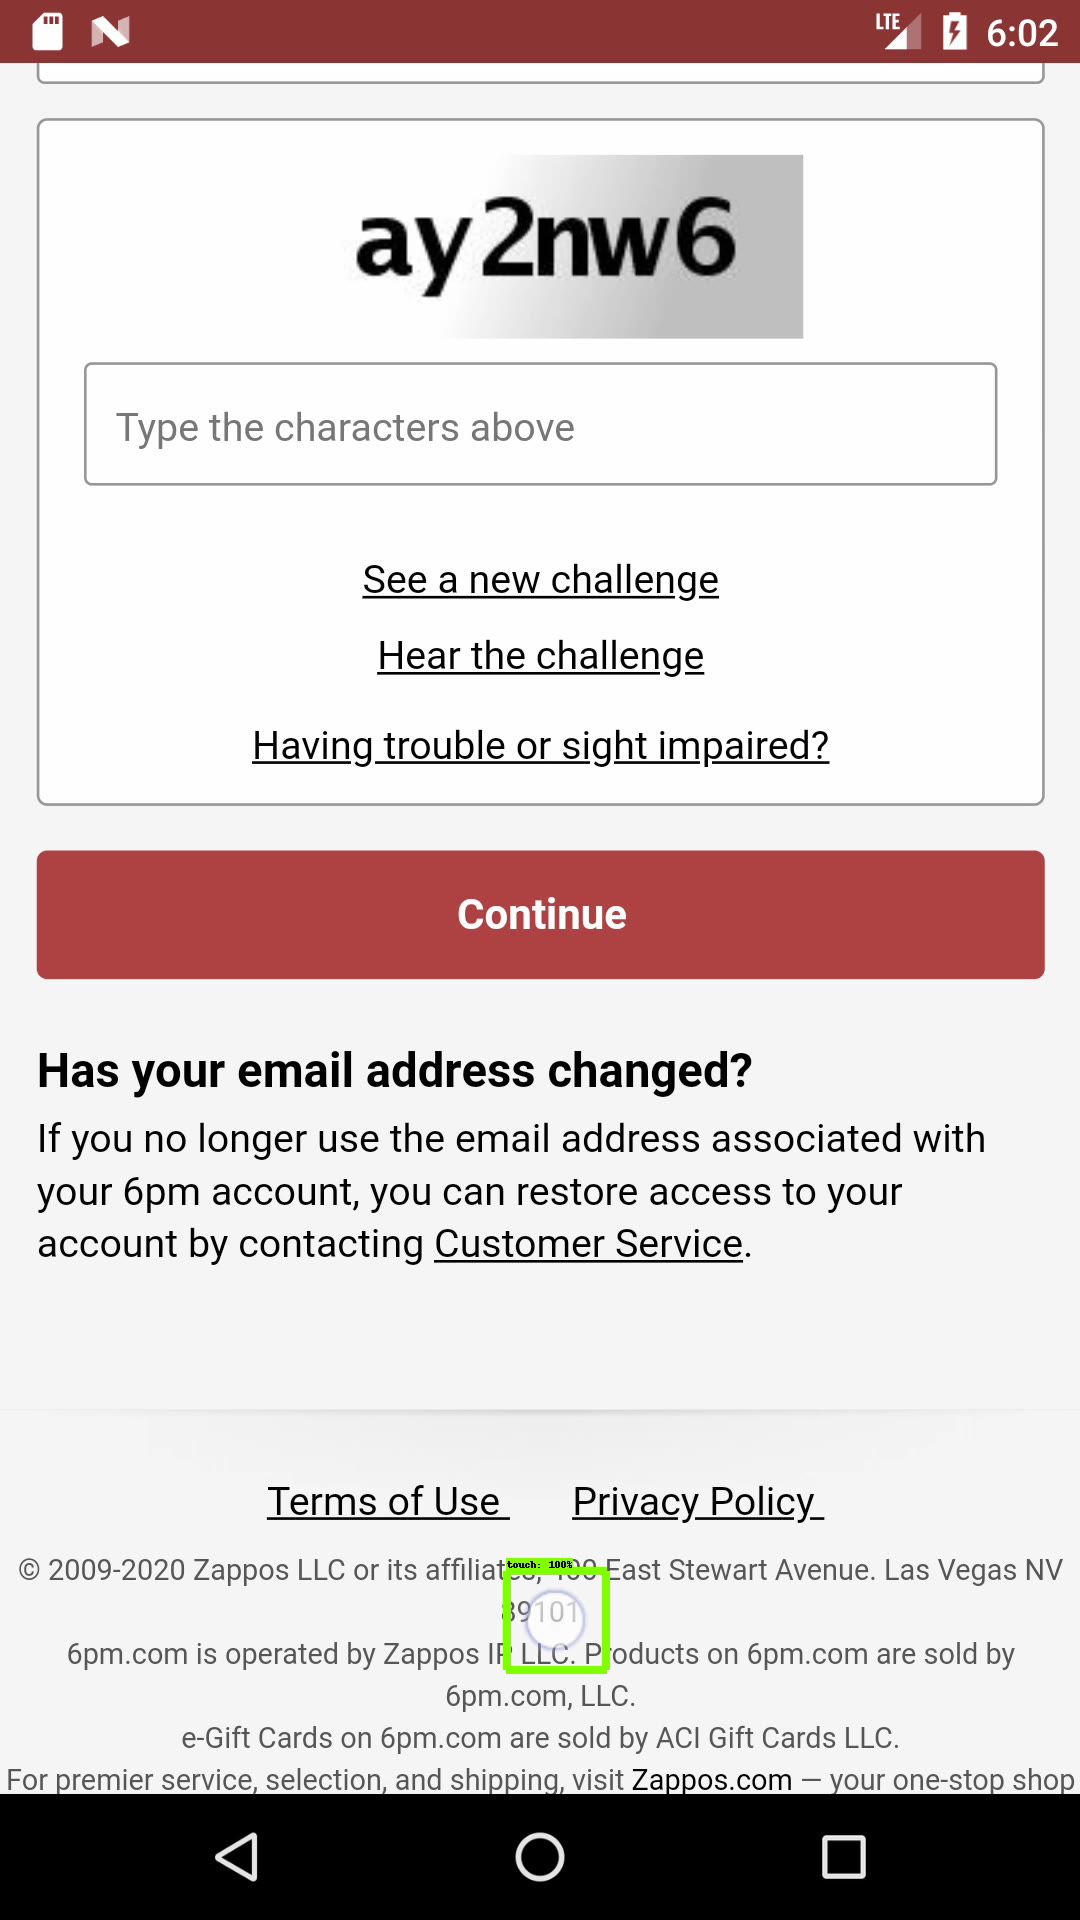 LTE 6:02
ay2nw6
Type the characters above
See a new challenge
Hear the challenge
Having trouble or sight impaired?
Continue
Has your email address changed?
If you no longer use the email address associated with
your 6pm account, you can restore access to your
account by contacting Customer Service.
Terms of Use Privacy Policy
touch: 100%
© 2009-2020 Zappos LLC or its East Stewart Avenue. Las Vegas NV
89101
6pm.com is operated by Zappos IP LLC. Products on 6pm.com are sold by
6pm.com, LLC.
e-Gift Cards on 6pm.com are sold by ACI Gift Cards LLC.
For premier service, selection, and shipping, visit Zappos.com — your one-stop shop